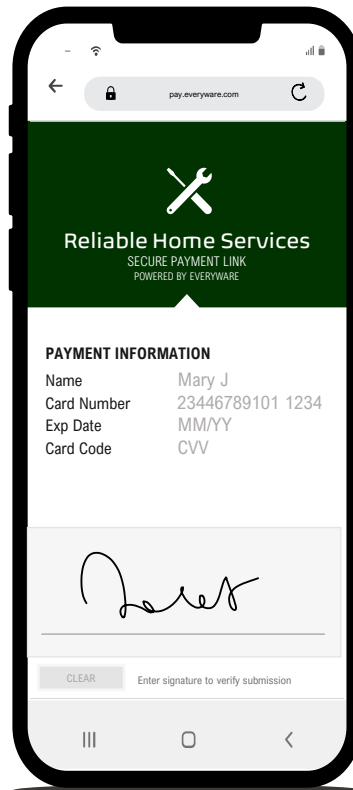 pay.everyware.com
Reliable Home Services
SECURE PAYMENT LINK
POWERED BY EVERYWARE
PAYMENT INFORMATION
Name Mary J
Card Number 23446789101 1234
Exp Date MM/YY
Card Code CVV
CLEAR Enter signature to verify submission